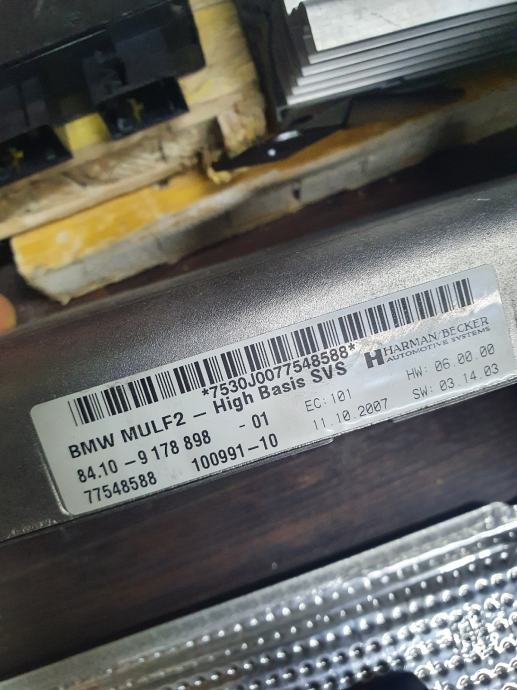 *7530J0077548588*
BMW MULF2 - High Basis SVS
HARMAN/BECKER
AUTOMOTIVE SYSTEMS
84.10 - 9 178 898 - 01 EC: 101 HW: 06.00.00
77548588 100991-10 11.10.2007 SW: 03.14.03